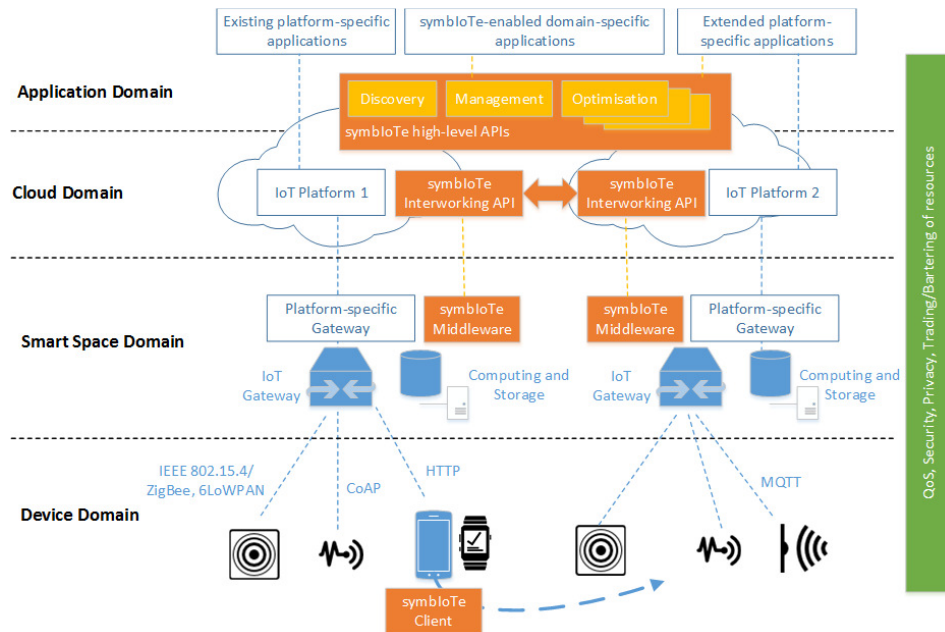 Existing platform-specific
applications
symbIoTe-enabled domain-specific
applications
Extended platform-
specific applications
Application Domain
Discovery
Management
Optimisation
symbIoTe high-level APIs
Cloud Domain
IoT Platform 1
symbIoTe
Interworking API
symbIoTe
Interworking API
IoT Platform 2
Smart Space Domain
Platform-specific
Gateway
symbIoTe
Middleware
symbIoTe
Middleware
Platform-specific
Gateway
IoT
Gateway
Computing and
Storage
IoT
Gateway
Computing and
Storage
Device Domain
IEEE 802.15.4/
ZigBee, 6LoWPAN
CoAP
HTTP
MQTT
symbIoTe
Client
QoS, Security, Privacy, Trading/Bartering of resources